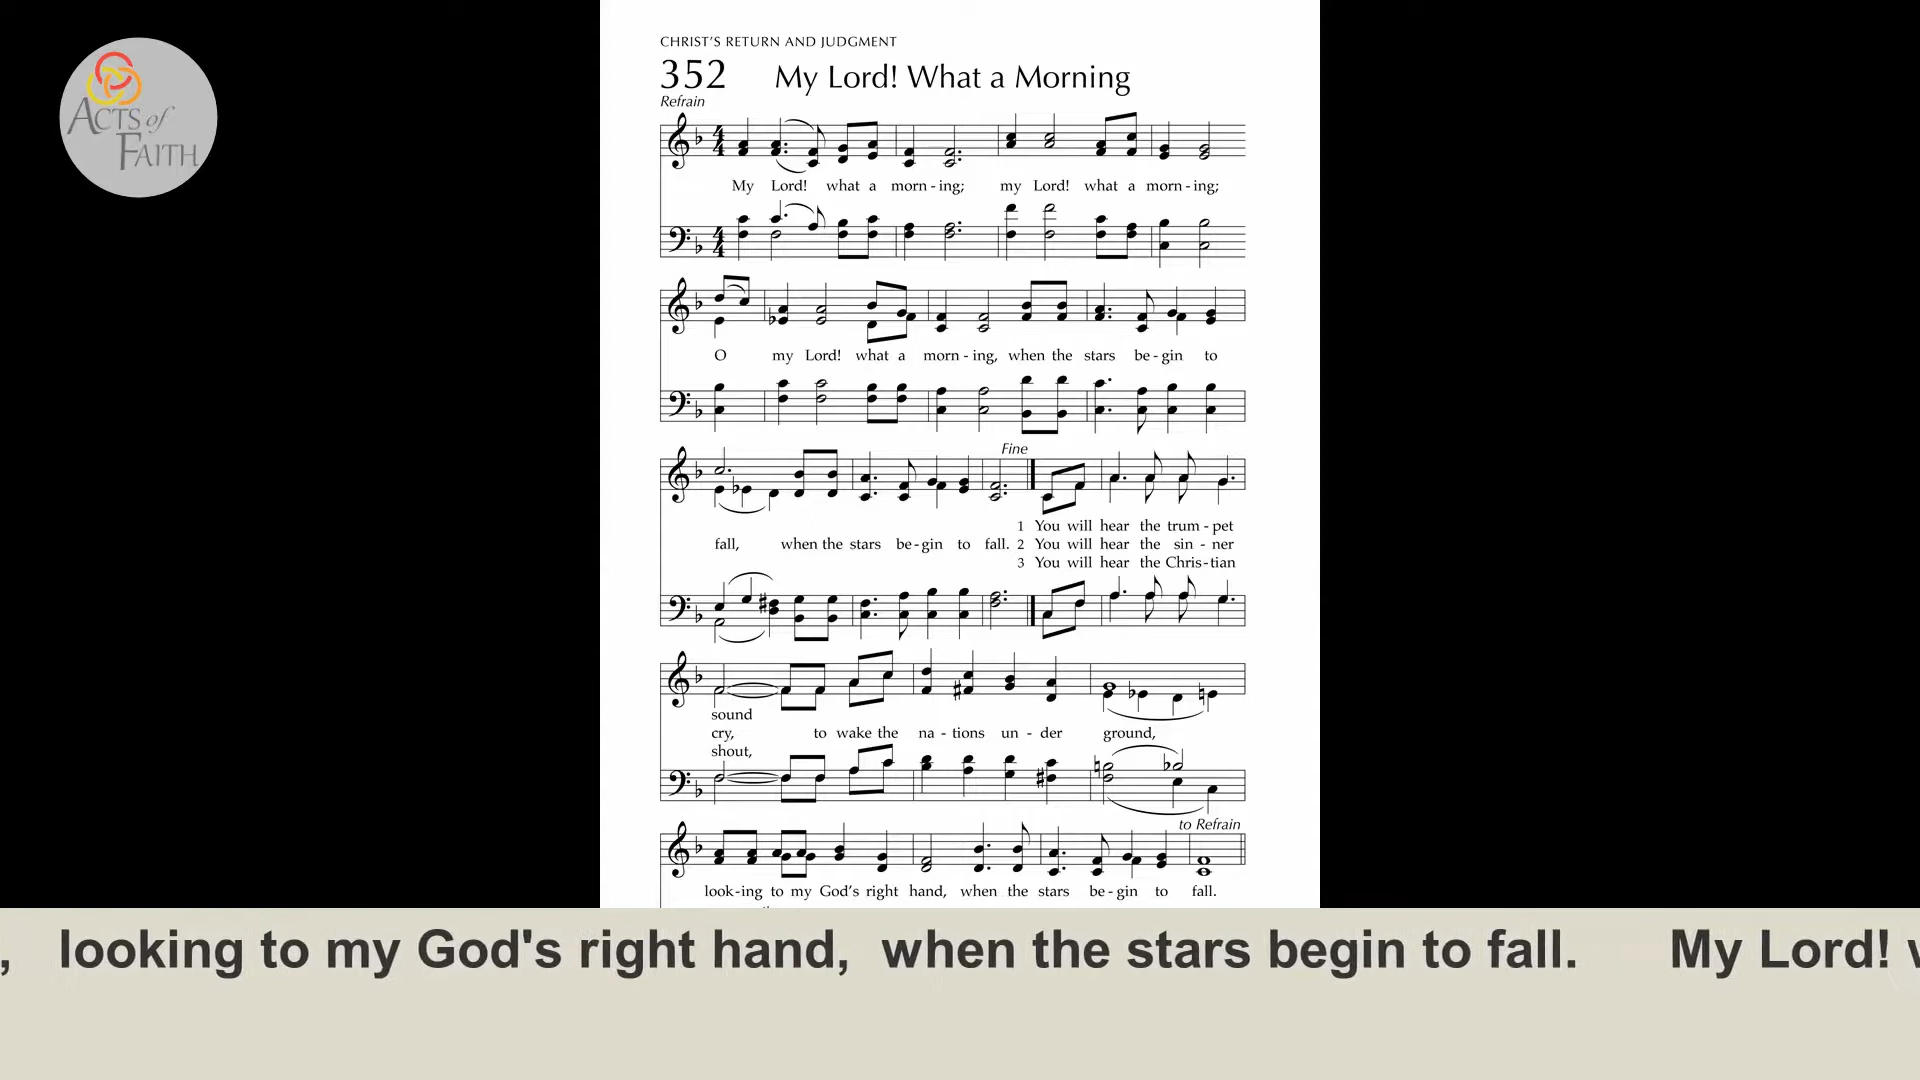 ACTS of
FAITH
CHRIST'S RETURN AND JUDGMENT
352 My Lord! What a Morning
Refrain
My Lord! what a morn - ing; my Lord! what a morn - ing;
O my Lord! what a morn - ing, when the stars be - gin to
Fine
1 You will hear the trum - pet
fall, when the stars be - gin to fall. 2 You will hear the sin - ner
3 You will hear the Chris - tian
sound
cry, to wake the na - tions un - der ground,
shout,
to Refrain
look - ing to my God's right hand, when the stars be - gin to fall.
, looking to my God's right hand, when the stars begin to fall. My Lord!